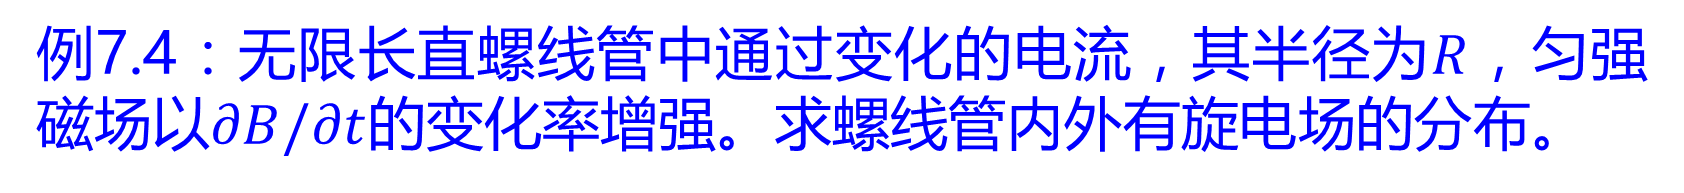 例7.4：无限长直螺线管中通过变化的电流，其半径为R，匀强
磁场以∂B/∂t的变化率增强。求螺线管内外有旋电场的分布。